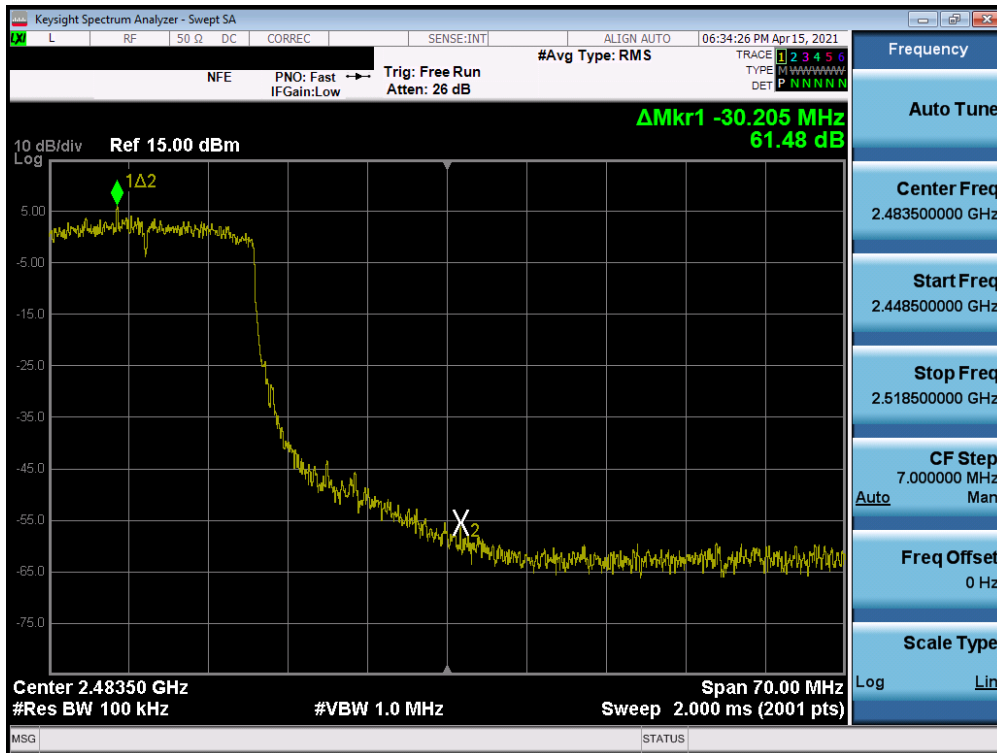 Keysight Spectrum Analyzer - Swept SA
LXI L RF 50 Ω DC CORREC SENSE:INT ALIGN AUTO 06:34:26 PM Apr 15, 2021
#Avg Type: RMS
TRACE 1 2 3 4 5 6
TYPE M WWWWW
DET P N N N N N
NFE
PNO: Fast
IFGain:Low
Trig: Free Run
Atten: 26 dB
ΔMkr1 -30.205 MHz
61.48 dB
10 dB/div
Log
Ref 15.00 dBm
1Δ2
5.00
-5.00
-15.0
-25.0
-35.0
-45.0
-55.0
-65.0
-75.0
X2
Center 2.48350 GHz
#Res BW 100 kHz
#VBW 1.0 MHz
Span 70.00 MHz
Sweep 2.000 ms (2001 pts)
MSG
STATUS
Frequency
Auto Tune
Center Freq
2.483500000 GHz
Start Freq
2.448500000 GHz
Stop Freq
2.518500000 GHz
CF Step
7.000000 MHz
Auto Man
Freq Offset
0 Hz
Scale Type
Log Lin